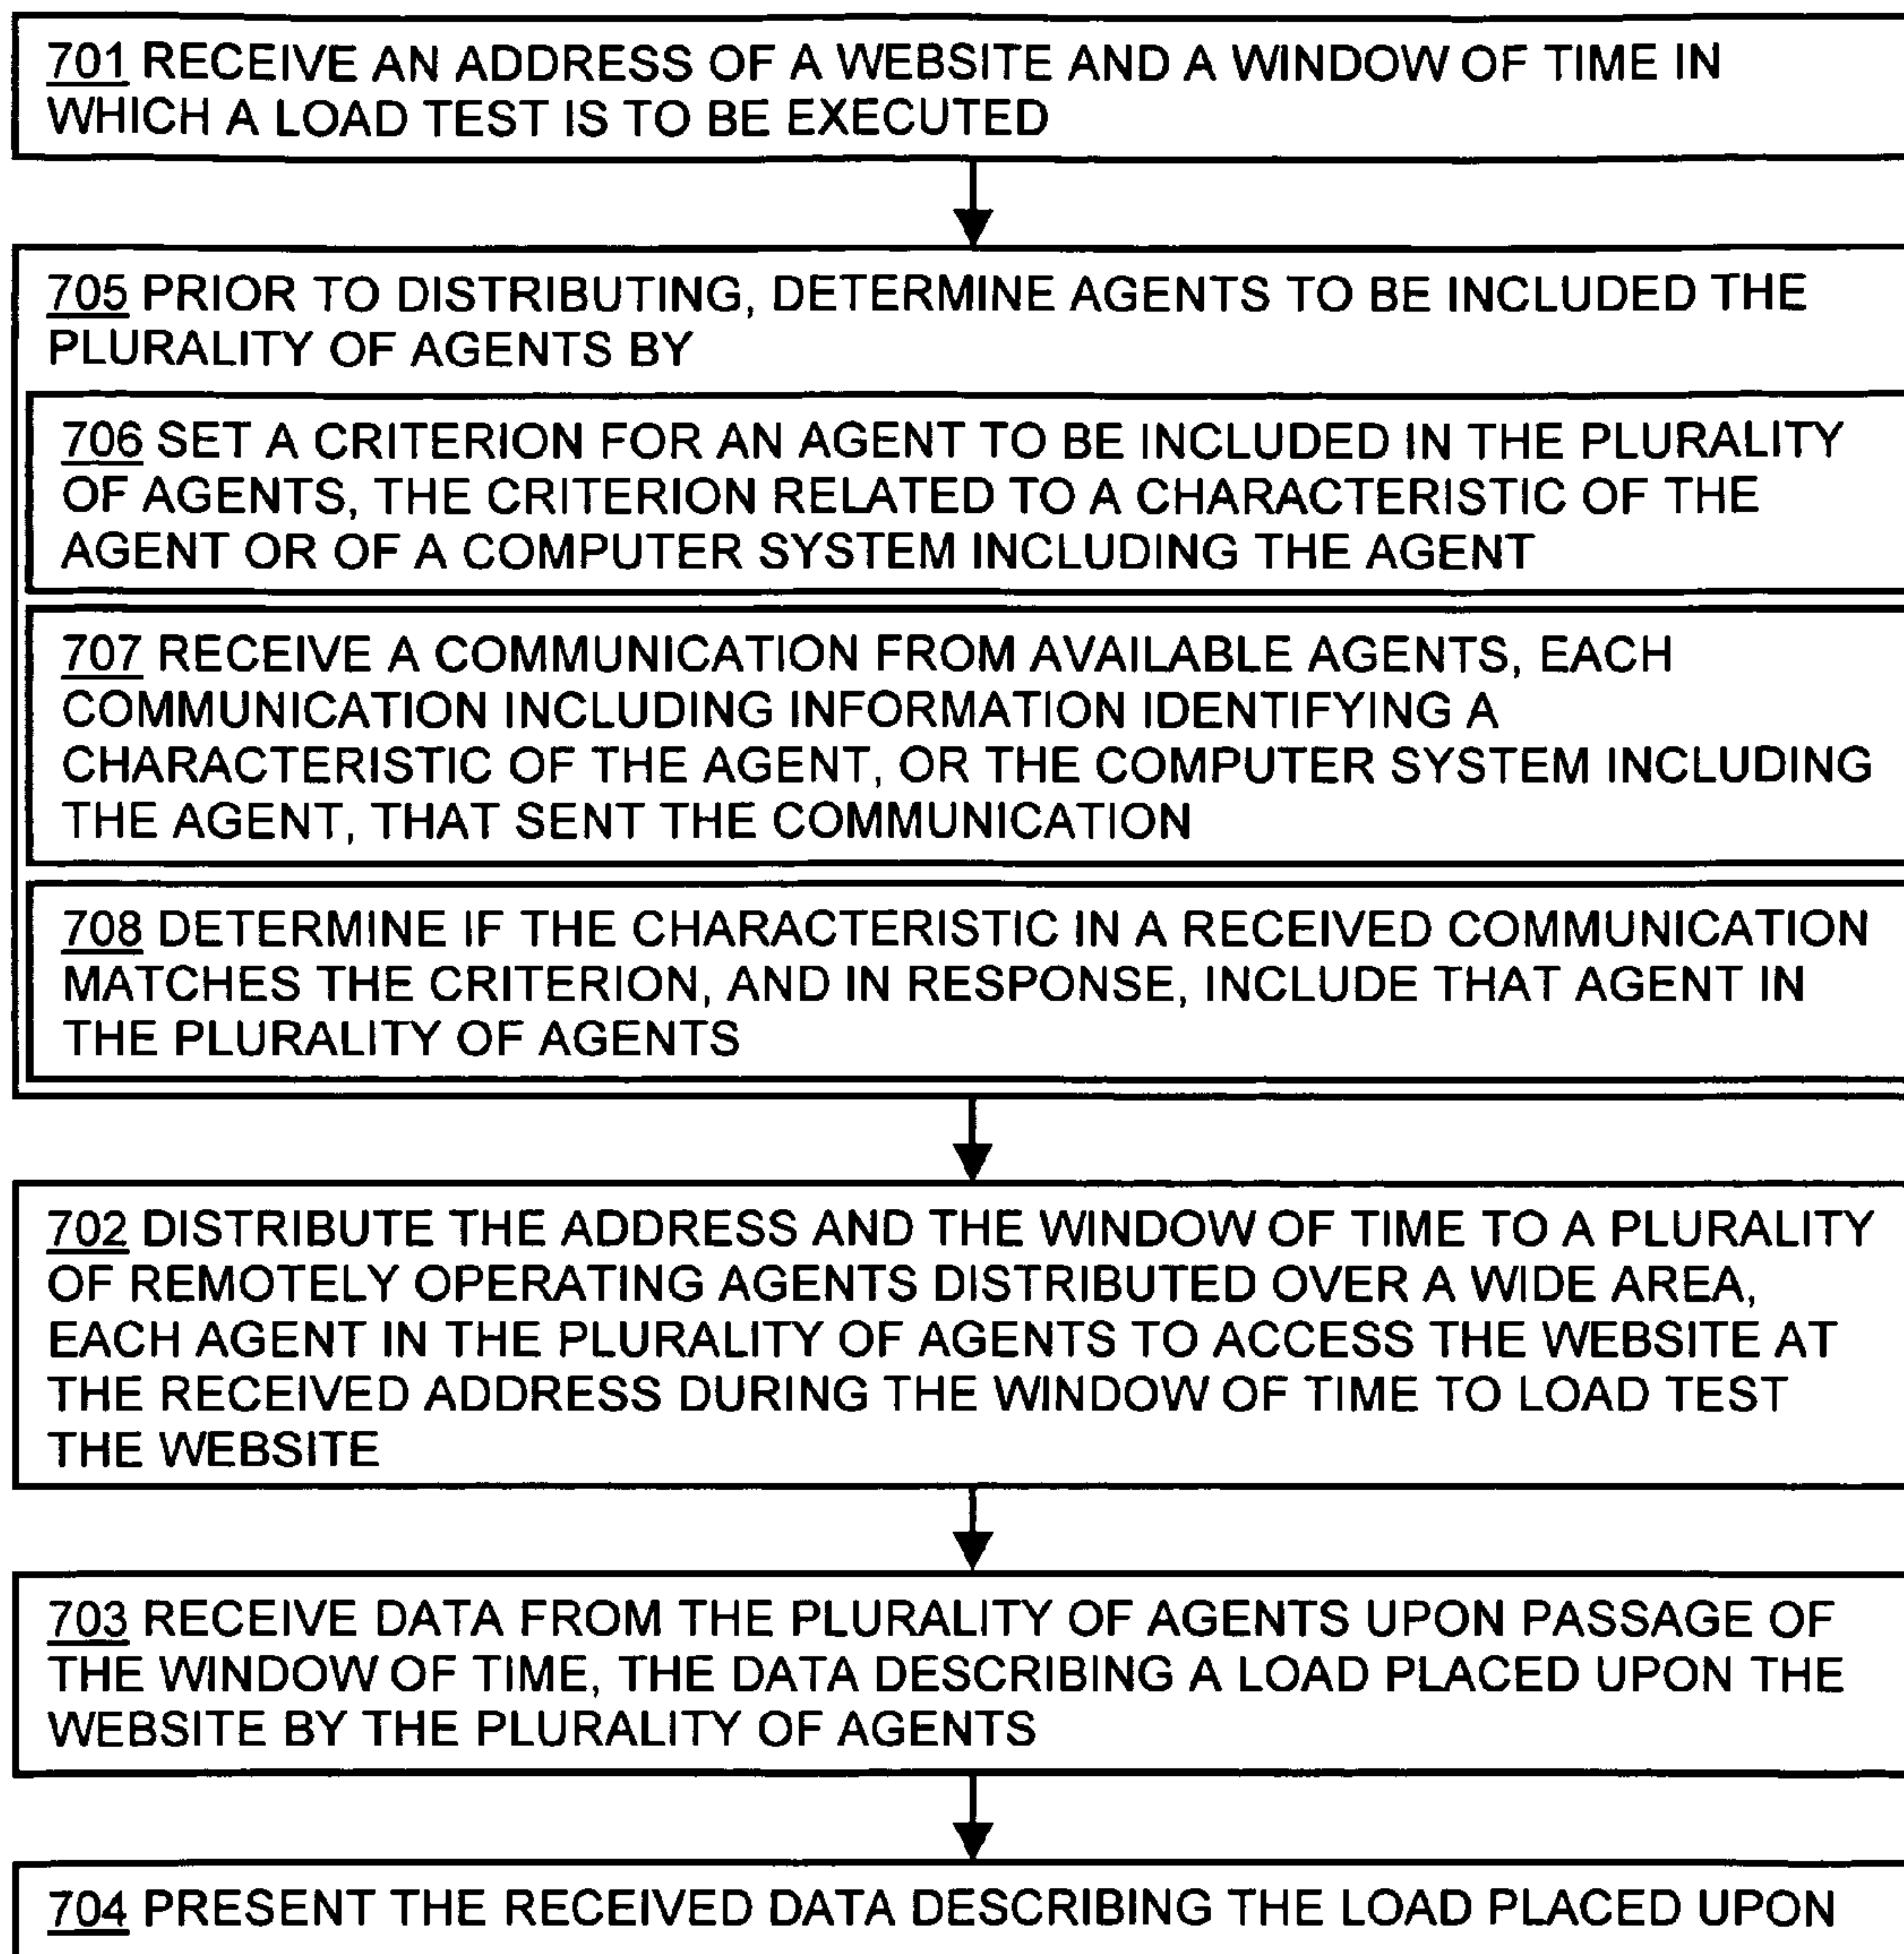 701 RECEIVE AN ADDRESS OF A WEBSITE AND A WINDOW OF TIME IN
WHICH A LOAD TEST IS TO BE EXECUTED
705 PRIOR TO DISTRIBUTING, DETERMINE AGENTS TO BE INCLUDED THE
PLURALITY OF AGENTS BY
706 SET A CRITERION FOR AN AGENT TO BE INCLUDED IN THE PLURALITY
OF AGENTS, THE CRITERION RELATED TO A CHARACTERISTIC OF THE
AGENT OR OF A COMPUTER SYSTEM INCLUDING THE AGENT
707 RECEIVE A COMMUNICATION FROM AVAILABLE AGENTS, EACH
COMMUNICATION INCLUDING INFORMATION IDENTIFYING A
CHARACTERISTIC OF THE AGENT, OR THE COMPUTER SYSTEM INCLUDING
THE AGENT, THAT SENT THE COMMUNICATION
708 DETERMINE IF THE CHARACTERISTIC IN A RECEIVED COMMUNICATION
MATCHES THE CRITERION, AND IN RESPONSE, INCLUDE THAT AGENT IN
THE PLURALITY OF AGENTS
702 DISTRIBUTE THE ADDRESS AND THE WINDOW OF TIME TO A PLURALITY
OF REMOTELY OPERATING AGENTS DISTRIBUTED OVER A WIDE AREA,
EACH AGENT IN THE PLURALITY OF AGENTS TO ACCESS THE WEBSITE AT
THE RECEIVED ADDRESS DURING THE WINDOW OF TIME TO LOAD TEST
THE WEBSITE
703 RECEIVE DATA FROM THE PLURALITY OF AGENTS UPON PASSAGE OF
THE WINDOW OF TIME, THE DATA DESCRIBING A LOAD PLACED UPON THE
WEBSITE BY THE PLURALITY OF AGENTS
704 PRESENT THE RECEIVED DATA DESCRIBING THE LOAD PLACED UPON